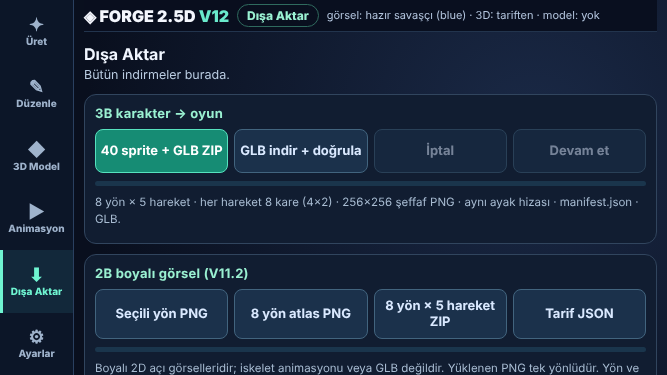 Üret
Düzenle
3D Model
Animasyon
Dışa Aktar
Ayarlar
FORGE 2.5D V12 Dışa Aktar görsel: hazır savaşçı (blue) · 3D: tariften · model: yok
Dışa Aktar
Bütün indirmeler burada.
3B karakter → oyun
40 sprite + GLB ZIP GLB indir + doğrula İptal Devam et
8 yön × 5 hareket · her hareket 8 kare (4×2) · 256×256 şeffaf PNG · aynı ayak hizası · manifest.json ·
GLB.
2B boyalı görsel (V11.2)
Seçili yön PNG 8 yön atlas PNG 8 yön × 5 hareket ZIP Tarif JSON
Boyalı 2D açı görselleridir; iskelet animasyonu veya GLB değildir. Yüklenen PNG tek yönlüdür. Yön ve